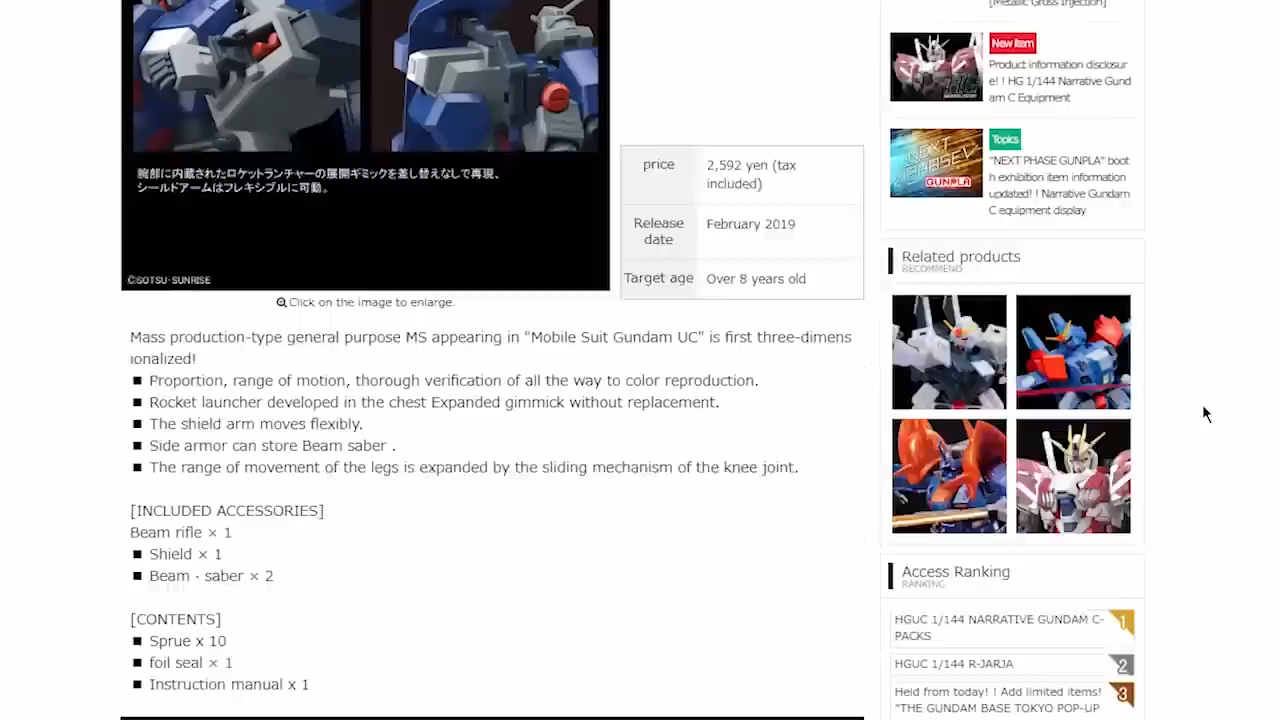 腕部に内蔵されたロケットランチャーの展開ギミックを差し替えなしで再現、
シールドアームはフレキシブルに可動。
©SOTSU・SUNRISE
Click on the image to enlarge.
price
2,592 yen (tax
included)
Release
date
February 2019
Target age
Over 8 years old
Mass production-type general purpose MS appearing in "Mobile Suit Gundam UC" is first three-dimens
ionalized!
■ Proportion, range of motion, thorough verification of all the way to color reproduction.
■ Rocket launcher developed in the chest Expanded gimmick without replacement.
■ The shield arm moves flexibly.
■ Side armor can store Beam saber .
■ The range of movement of the legs is expanded by the sliding mechanism of the knee joint.
[INCLUDED ACCESSORIES]
Beam rifle × 1
■ Shield × 1
■ Beam · saber × 2
[CONTENTS]
■ Sprue x 10
■ foil seal × 1
■ Instruction manual x 1
[Metallic Gross Injection]
New item
Product information disclosur
e! ! HG 1/144 Narrative Gund
am C Equipment
HG
Topics
NEXT
PHASE
GUNPLA
"NEXT PHASE GUNPLA" boot
h exhibition item information
updated! ! Narrative Gundam
C equipment display
Related products
RECOMMEND
Access Ranking
RANKING
HGUC 1/144 NARRATIVE GUNDAM C-
PACKS
1
HGUC 1/144 R-JARJA
2
Held from today! ! Add limited items!
"THE GUNDAM BASE TOKYO POP-UP
3